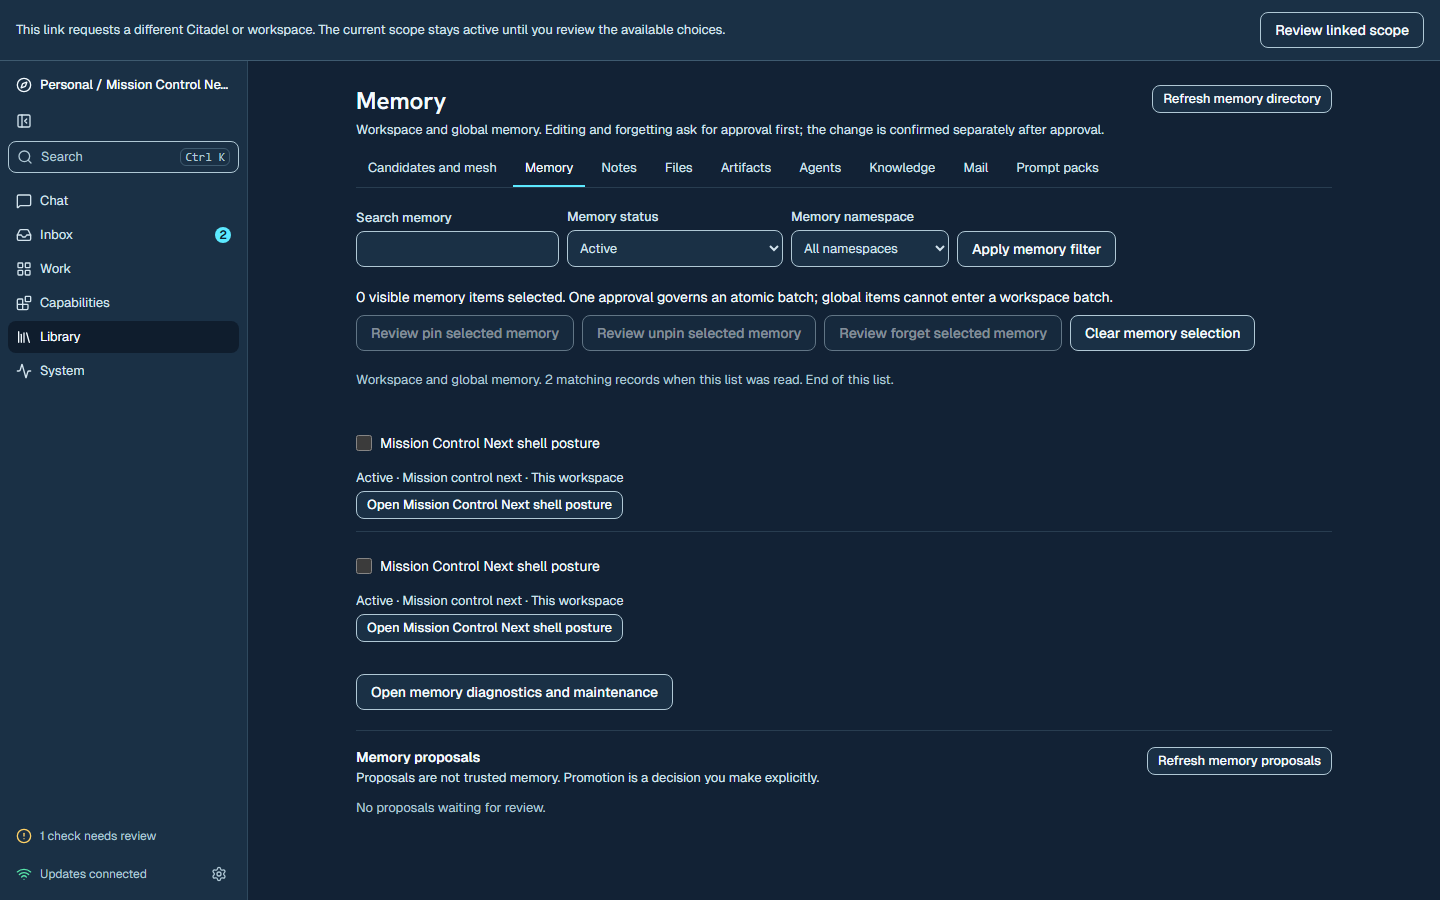 This link requests a different Citadel or workspace. The current scope stays active until you review the available choices.
Review linked scope
Personal / Mission Control Ne...
Search
Ctrl K
Chat
Inbox
2
Work
Capabilities
Library
System
1 check needs review
Updates connected
Memory
Refresh memory directory
Workspace and global memory. Editing and forgetting ask for approval first; the change is confirmed separately after approval.
Candidates and mesh
Memory
Notes
Files
Artifacts
Agents
Knowledge
Mail
Prompt packs
Search memory
Memory status
Memory namespace
Active
All namespaces
Apply memory filter
0 visible memory items selected. One approval governs an atomic batch; global items cannot enter a workspace batch.
Review pin selected memory
Review unpin selected memory
Review forget selected memory
Clear memory selection
Workspace and global memory. 2 matching records when this list was read. End of this list.
Mission Control Next shell posture
Active · Mission control next · This workspace
Open Mission Control Next shell posture
Mission Control Next shell posture
Active · Mission control next · This workspace
Open Mission Control Next shell posture
Open memory diagnostics and maintenance
Memory proposals
Refresh memory proposals
Proposals are not trusted memory. Promotion is a decision you make explicitly.
No proposals waiting for review.